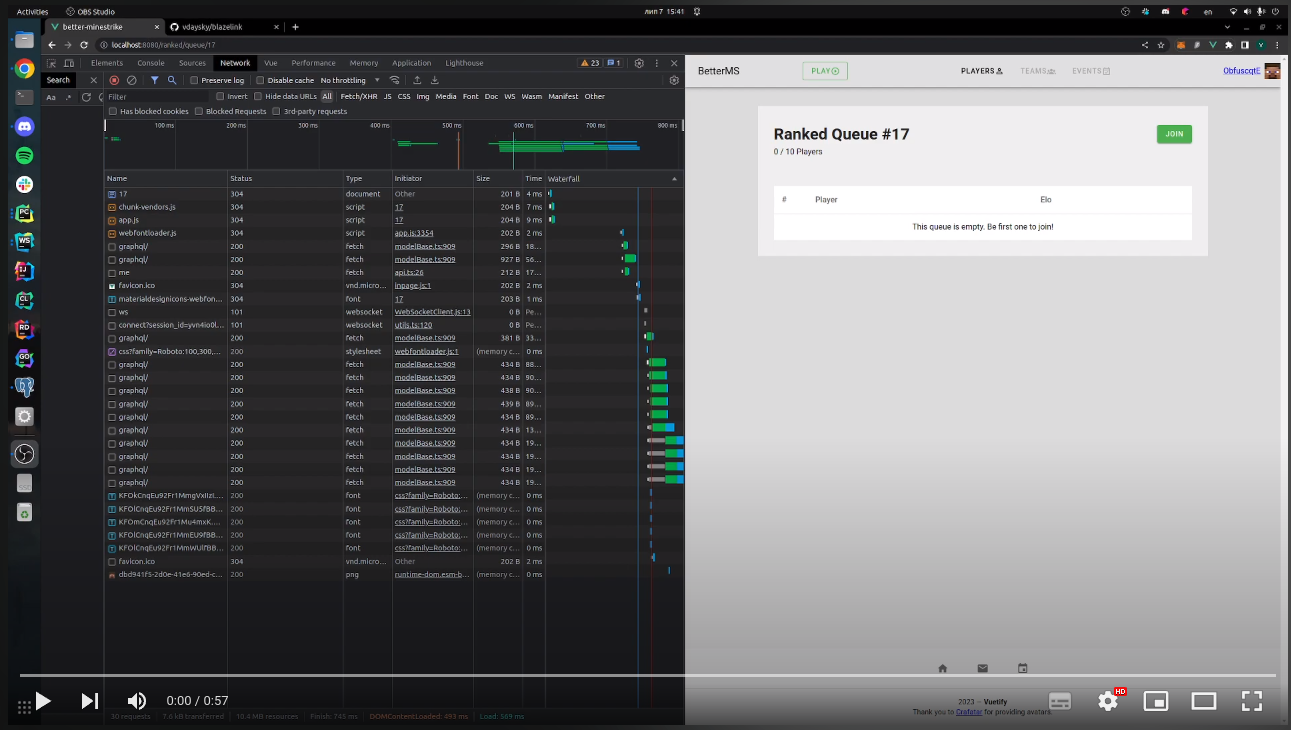 Activities OBS Studio лип 7 15:41 en
better-minestrike vdaysky/blazelink
localhost:8080/ranked/queue/17
Elements Console Sources Network Vue Performance Memory Application Lighthouse 23 1
Search Preserve log Disable cache No throttling
Aa .* Filter Invert Hide data URLs All Fetch/XHR JS CSS Img Media Font Doc WS Wasm Manifest Other
Has blocked cookies Blocked Requests 3rd-party requests
100 ms 200 ms 300 ms 400 ms 500 ms 600 ms 700 ms 800 ms
Name Status Type Initiator Size Time Waterfall
17 304 document Other 201 B 4 ms
chunk-vendors.js 304 script 17 204 B 7 ms
app.js 304 script 17 204 B 9 ms
webfontloader.js 304 script app.js:3354 202 B 2 ms
graphql/ 200 fetch modelBase.ts:909 296 B 18...
graphql/ 200 fetch modelBase.ts:909 927 B 56...
me 200 fetch api.ts:26 212 B 17...
favicon.ico 304 vnd.micro... inpage.js:1 202 B 2 ms
materialdesignicons-webfon... 304 font 17 203 B 1 ms
ws 101 websocket WebSocketClient.js:13 0 B Pe...
connect?session_id=yvn4io0l... 101 websocket utils.ts:120 0 B Pe...
graphql/ 200 fetch modelBase.ts:909 381 B 33...
css?family=Roboto:100,300,... 200 stylesheet webfontloader.js:1 (memory c... 0 ms
graphql/ 200 fetch modelBase.ts:909 434 B 88...
graphql/ 200 fetch modelBase.ts:909 434 B 90...
graphql/ 200 fetch modelBase.ts:909 438 B 90...
graphql/ 200 fetch modelBase.ts:909 439 B 89...
graphql/ 200 fetch modelBase.ts:909 434 B 89...
graphql/ 200 fetch modelBase.ts:909 434 B 13...
graphql/ 200 fetch modelBase.ts:909 434 B 19...
graphql/ 200 fetch modelBase.ts:909 434 B 19...
graphql/ 200 fetch modelBase.ts:909 434 B 19...
graphql/ 200 fetch modelBase.ts:909 434 B 19...
200 font css?family=Roboto:... (memory c... 0 ms
200 font css?family=Roboto:... (memory c... 0 ms
200 font css?family=Roboto:... (memory c... 0 ms
200 font css?family=Roboto:... (memory c... 0 ms
200 font css?family=Roboto:... (memory c... 0 ms
favicon.ico 304 vnd.micro... Other 202 B 2 ms
dbd941f5-2d0e-41e6-90ed-c... 200 png runtime-dom.esm-b... (memory c... 0 ms
30 requests 7.6 kB transferred 10.4 MB resources Finish: 745 ms DOMContentLoaded: 493 ms Load: 569 ms
BetterMS PLAY PLAYERS TEAMS EVENTS ObfuscqtE
Ranked Queue #17 JOIN
0 / 10 Players
# Player Elo
This queue is empty. Be first one to join!
2023 — Vuetify
Thank you to Crafatar for providing avatars.
0:00 / 0:57 HD